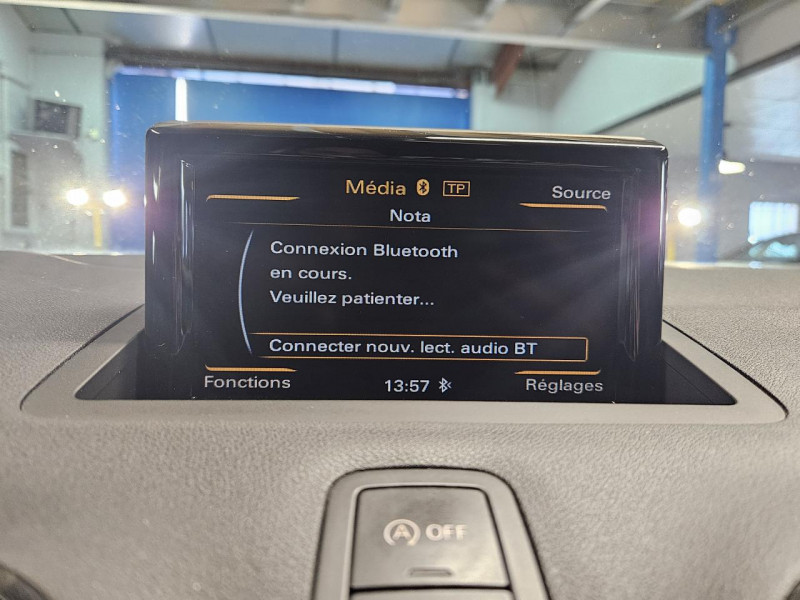 Média TP
Source
Nota
Connexion Bluetooth
en cours.
Veuillez patienter...
Connecter nouv. lect. audio BT
Fonctions
13:57
Réglages
A OFF